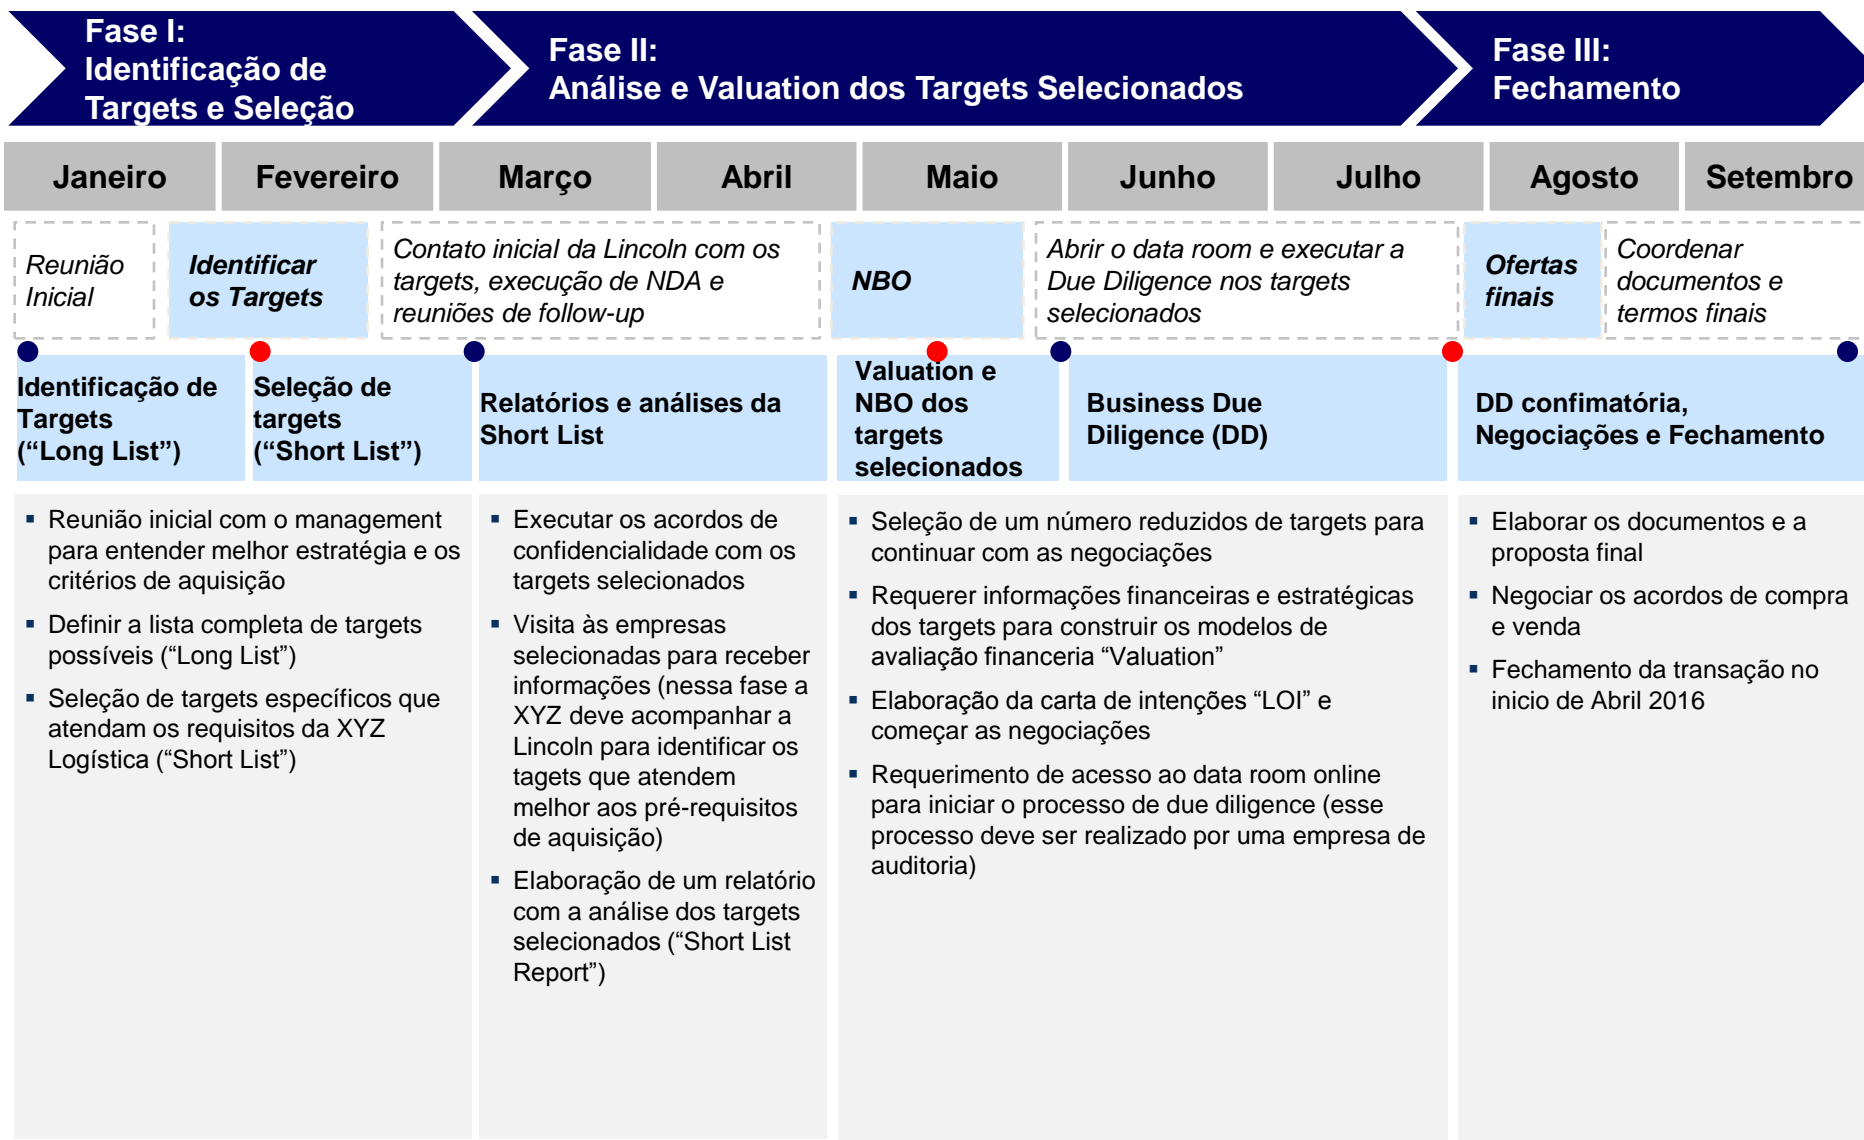 Fase I:
Identificação de
Targets e Seleção
Fase II:
Análise e Valuation dos Targets Selecionados
Fase III:
Fechamento
Janeiro
Fevereiro
Março
Abril
Maio
Junho
Julho
Agosto
Setembro
Reunião
Inicial
Identificar
os Targets
Contato inicial da Lincoln com os
targets, execução de NDA e
reuniões de follow-up
NBO
Abrir o data room e executar a
Due Diligence nos targets
selecionados
Ofertas
finais
Coordenar
documentos e
termos finais
Identificação de
Targets
(“Long List”)
Seleção de
targets
(“Short List”)
Relatórios e análises da
Short List
Valuation e
NBO dos
targets
selecionados
Business Due
Diligence (DD)
DD confimatória,
Negociações e Fechamento
▪ Reunião inicial com o management
para entender melhor estratégia e os
critérios de aquisição
▪ Definir a lista completa de targets
possíveis (“Long List”)
▪ Seleção de targets específicos que
atendam os requisitos da XYZ
Logística (“Short List”)
▪ Executar os acordos de
confidencialidade com os
targets selecionados
▪ Visita às empresas
selecionadas para receber
informações (nessa fase a
XYZ deve acompanhar a
Lincoln para identificar os
tagets que atendem
melhor aos pré-requisitos
de aquisição)
▪ Elaboração de um relatório
com a análise dos targets
selecionados (“Short List
Report”)
▪ Seleção de um número reduzidos de targets para
continuar com as negociações
▪ Requerer informações financeiras e estratégicas
dos targets para construir os modelos de
avaliação financeria “Valuation”
▪ Elaboração da carta de intenções “LOI” e
começar as negociações
▪ Requerimento de acesso ao data room online
para iniciar o processo de due diligence (esse
processo deve ser realizado por uma empresa de
auditoria)
▪ Elaborar os documentos e a
proposta final
▪ Negociar os acordos de compra
e venda
▪ Fechamento da transação no
inicio de Abril 2016